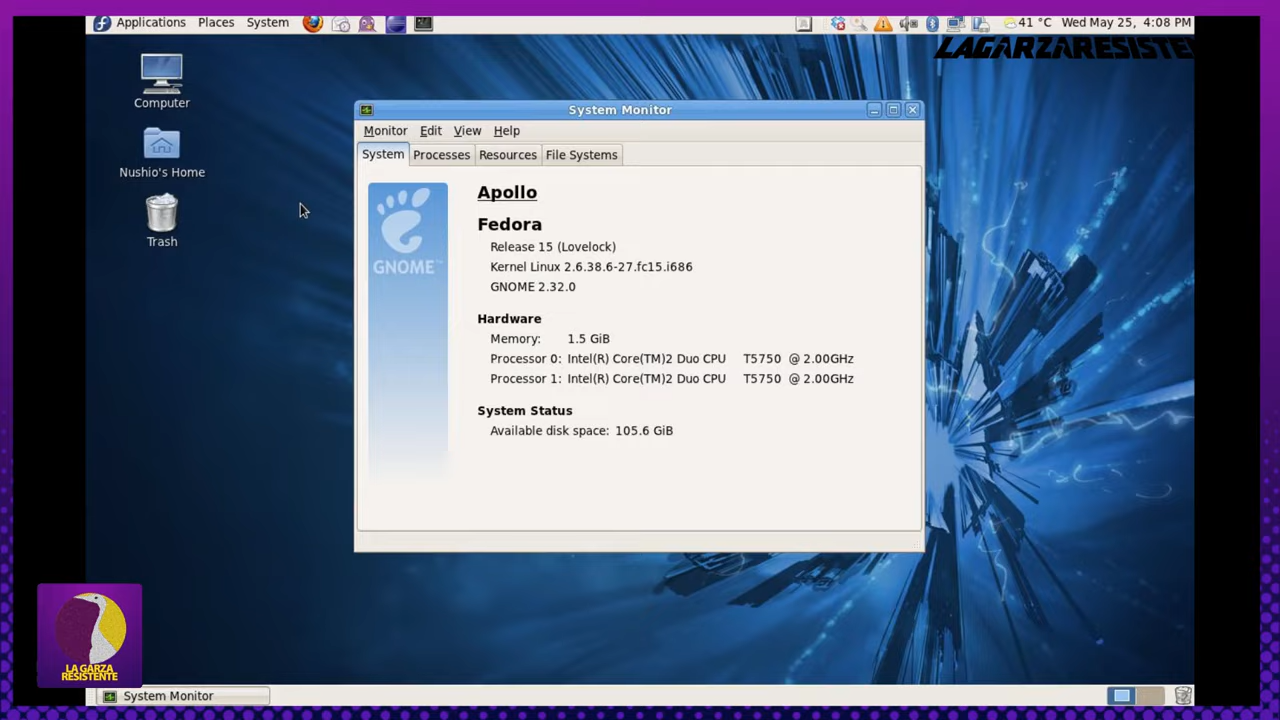 Applications Places System 41 °C Wed May 25, 4:08 PM
LAGARZARESISTE
Computer
Nushio's Home
Trash
System Monitor
Monitor Edit View Help
System Processes Resources File Systems
GNOME™
Apollo
Fedora
Release 15 (Lovelock)
Kernel Linux 2.6.38.6-27.fc15.i686
GNOME 2.32.0
Hardware
Memory: 1.5 GiB
Processor 0: Intel(R) Core(TM)2 Duo CPU T5750 @ 2.00GHz
Processor 1: Intel(R) Core(TM)2 Duo CPU T5750 @ 2.00GHz
System Status
Available disk space: 105.6 GiB
LA GARZA
RESISTENTE
System Monitor